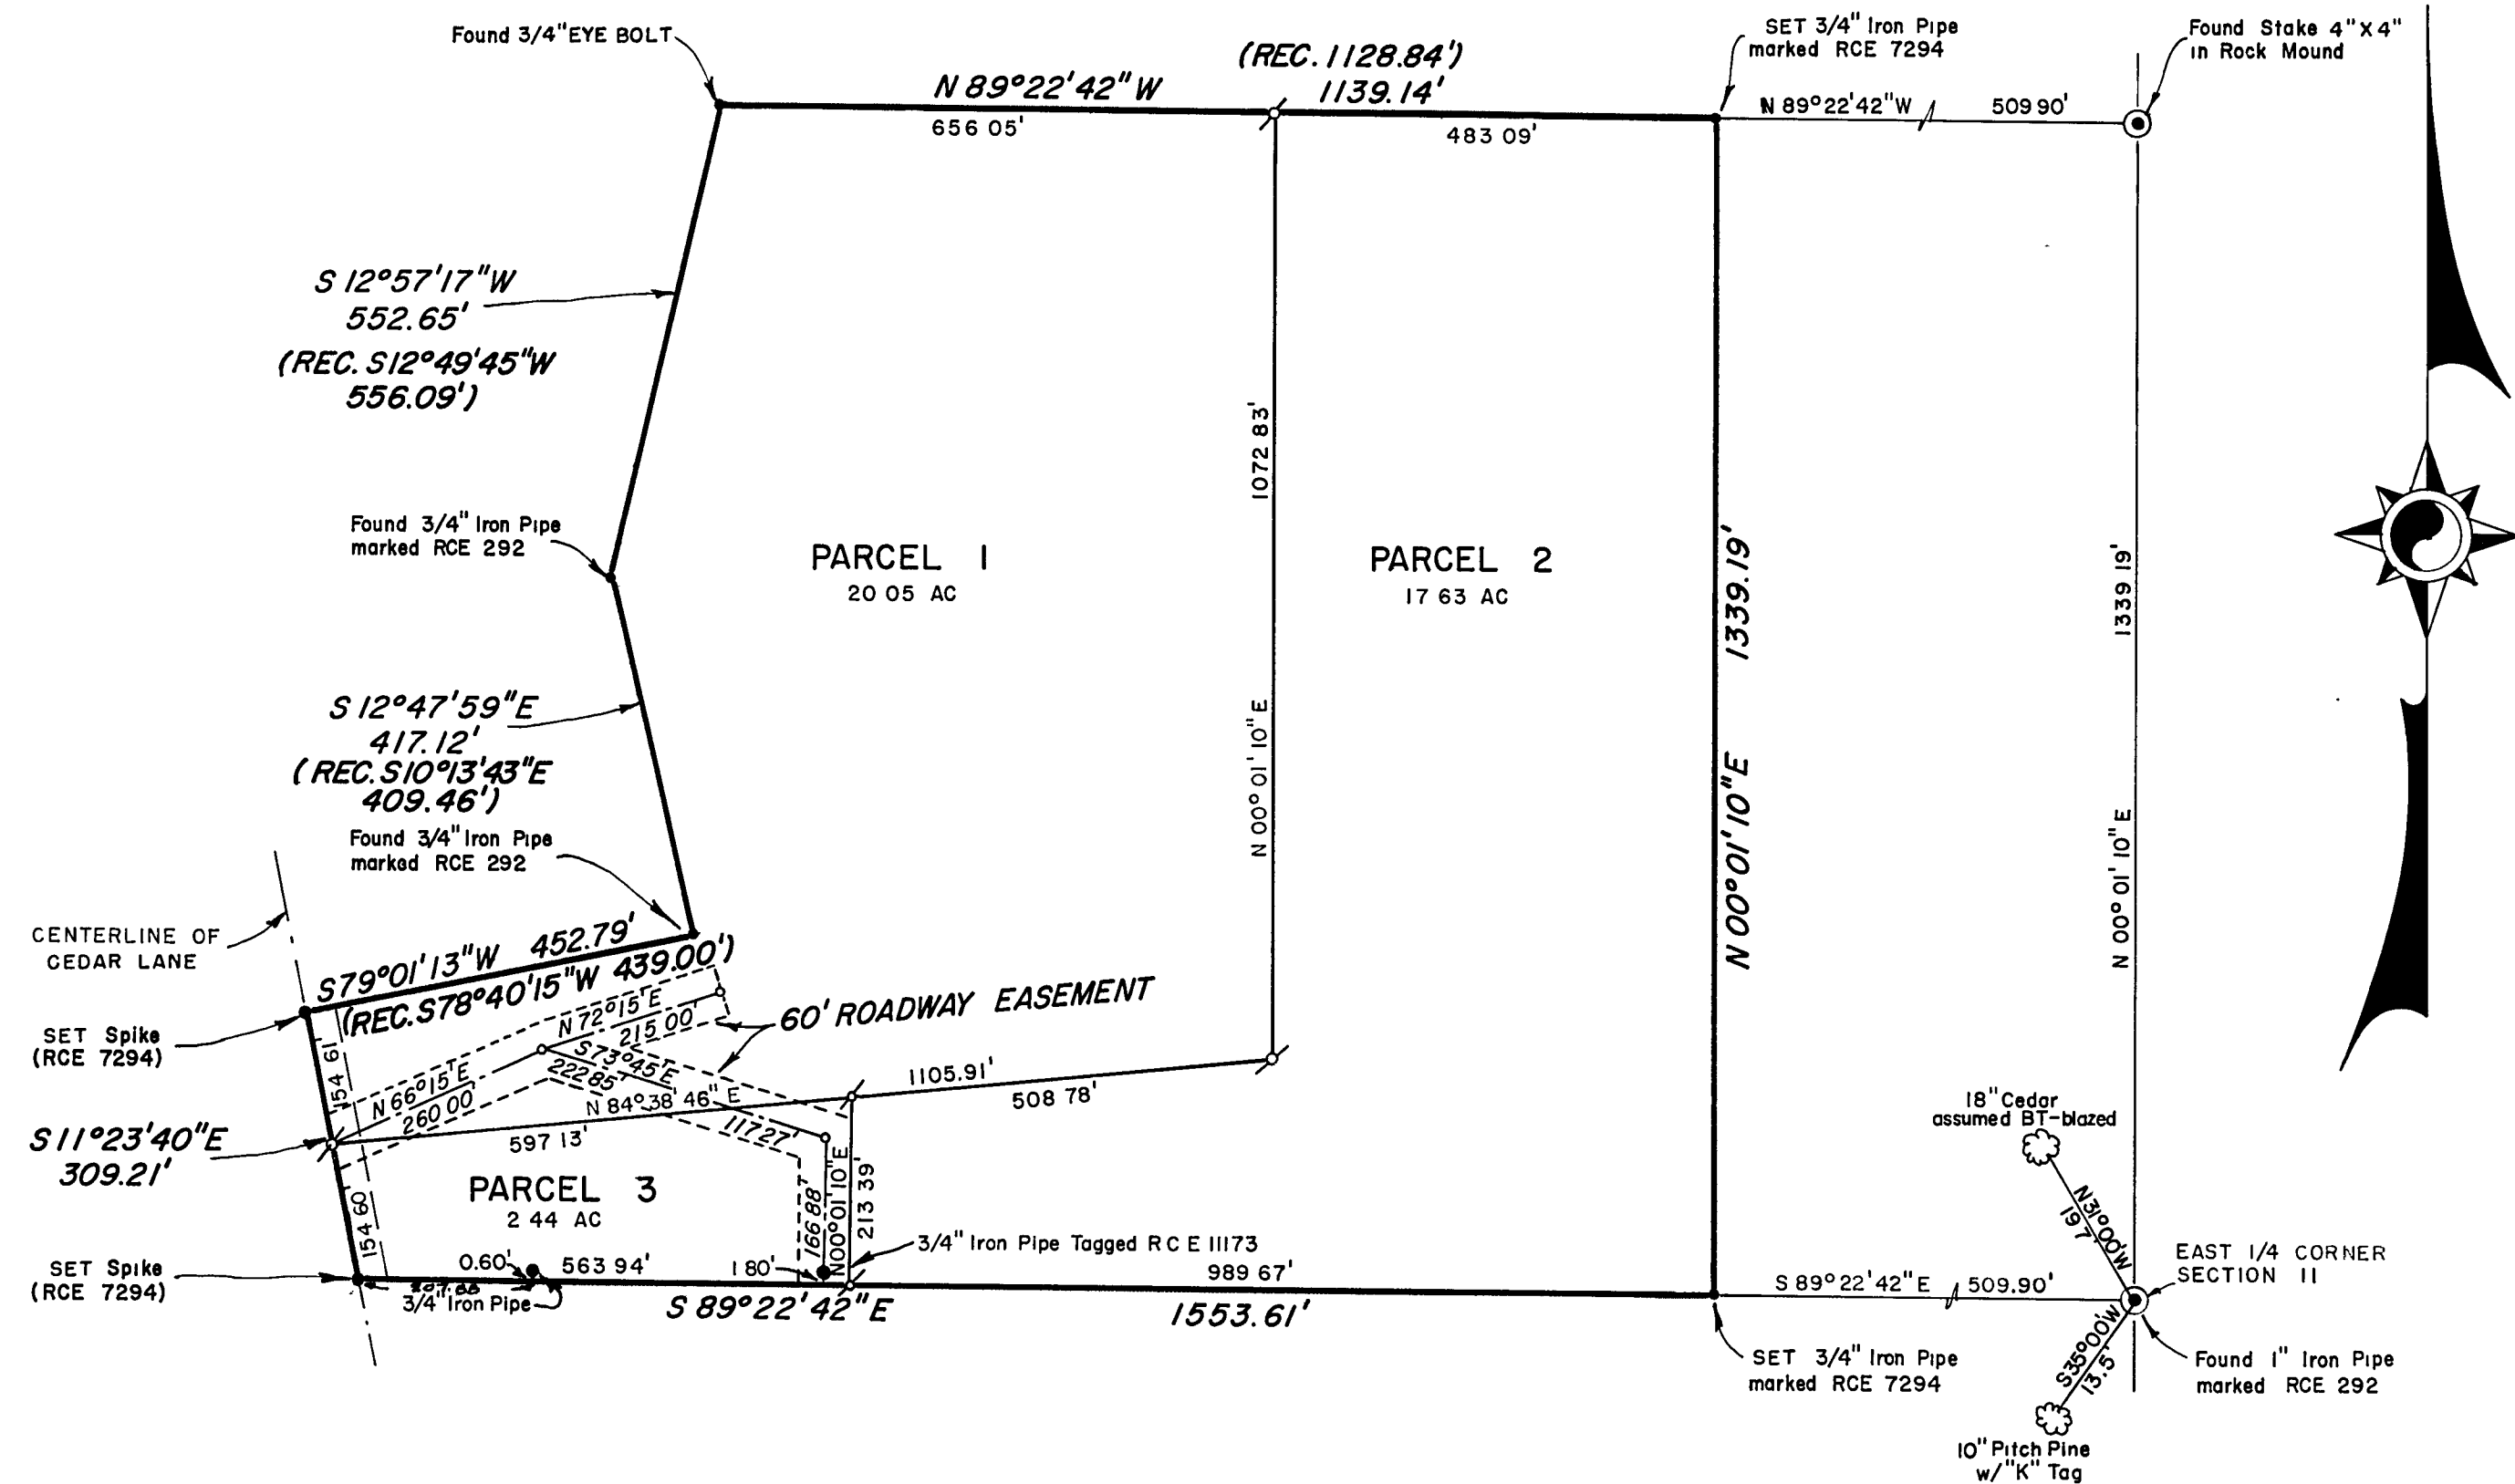 Found 3/4" EYE BOLT
(REC. 1128.84')
N 89°22'42" W
1139.14'
656 05'
483 09'
SET 3/4" Iron Pipe
marked RCE 7294
Found Stake 4" X 4"
in Rock Mound
N 89°22'42"W
509 90'
S 12°57'17"W
552.65'
(REC. S12°49'45"W
556.09')
1072 83'
N 00° 01' 10" E
Found 3/4" Iron Pipe
marked RCE 292
PARCEL 1
20 05 AC
PARCEL 2
17 63 AC
1339.19'
N 00°01'10"E
1339 19'
N 00° 01' 10" E
S 12°47'59"E
417.12'
(REC. S10°13'43"E
409.46')
Found 3/4" Iron Pipe
marked RCE 292
CENTERLINE OF
CEDAR LANE
S79°01'13"W 452.79'
(REC. S78°40'15"W 439.00')
SET Spike
(RCE 7294)
154 61
N 72°15'E
215 00'
60' ROADWAY EASEMENT
S 73°45'E
222 85'
N 66°15'E
260 00'
N 84° 38' 46" E
1105.91'
508 78'
597 13'
117 27'
S 11°23'40"E
309.21'
154 60
PARCEL 3
2 44 AC
166 88'
N00°01'10"E
213 39'
3/4" Iron Pipe Tagged R C E 11173
18" Cedar
assumed BT-blazed
N31°00'W
19 7'
EAST 1/4 CORNER
SECTION 11
SET Spike
(RCE 7294)
0.60'
563 94'
1 80'
989 67'
3/4" Iron Pipe
S 89°22'42"E
1553.61'
S 89° 22' 42" E
509.90'
SET 3/4" Iron Pipe
marked RCE 7294
S35°00'W
13.5'
Found 1" Iron Pipe
marked RCE 292
10" Pitch Pine
w/"K" Tag